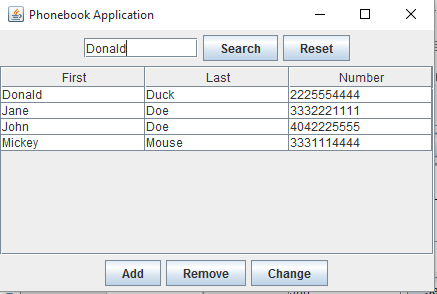 Phonebook Application
Donald Search Reset
First Last Number
Donald Duck 2225554444
Jane Doe 3332221111
John Doe 4042225555
Mickey Mouse 3331114444
Add Remove Change